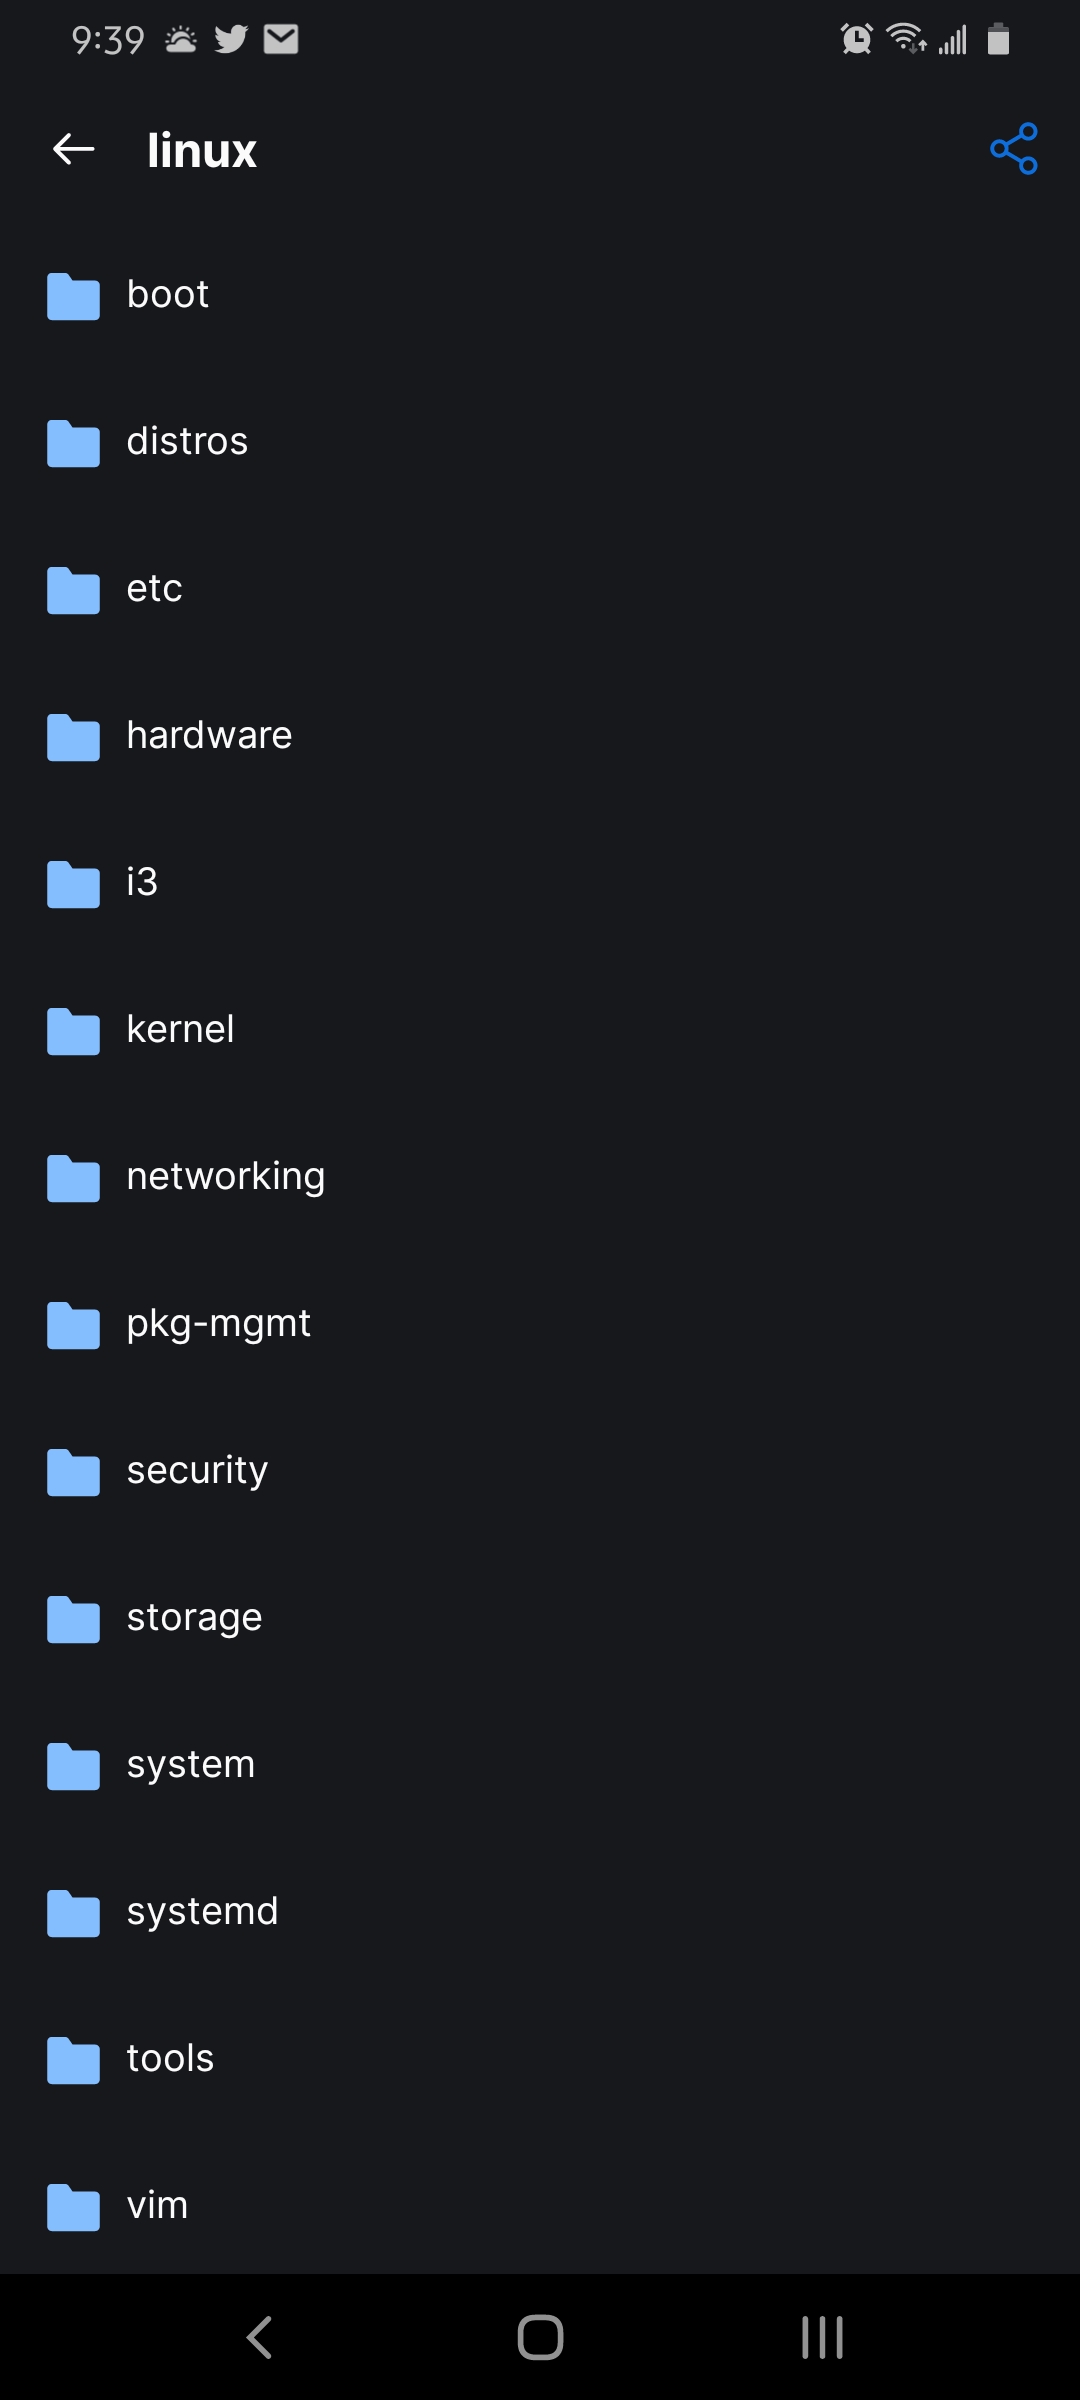 9:39
linux
boot
distros
etc
hardware
i3
kernel
networking
pkg-mgmt
security
storage
system
systemd
tools
vim